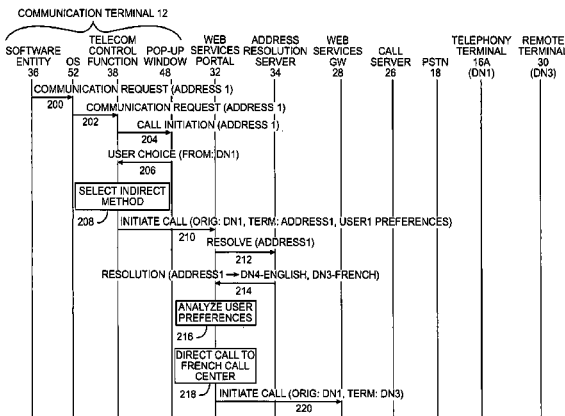 COMMUNICATION TERMINAL 12
SOFTWARE ENTITY 36
OS 52
TELECOM CONTROL FUNCTION 38
POP-UP WINDOW 48
WEB SERVICES PORTAL 32
ADDRESS RESOLUTION SERVER 34
WEB SERVICES GW 28
CALL SERVER 26
PSTN 18
TELEPHONY TERMINAL 16A (DN1)
REMOTE TERMINAL 30 (DN3)
COMMUNICATION REQUEST (ADDRESS 1)
200
COMMUNICATION REQUEST (ADDRESS 1)
202
CALL INITIATION (ADDRESS 1)
204
USER CHOICE (FROM: DN1)
206
SELECT INDIRECT
METHOD
208
INITIATE CALL (ORIG: DN1, TERM: ADDRESS1, USER1 PREFERENCES)
210
RESOLVE (ADDRESS1)
212
RESOLUTION (ADDRESS1 → DN4-ENGLISH, DN3-FRENCH)
214
ANALYZE USER
PREFERENCES
216
DIRECT CALL TO
FRENCH CALL
CENTER
218
INITIATE CALL (ORIG: DN1, TERM: DN3)
220